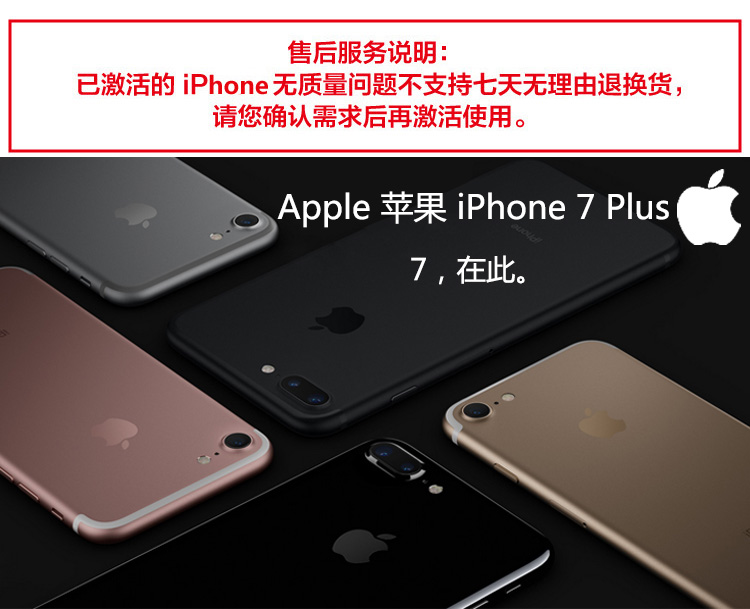 售后服务说明：
已激活的 iPhone 无质量问题不支持七天无理由退换货，
请您确认需求后再激活使用。
Apple 苹果 iPhone 7 Plus
7，在此。
iPhone